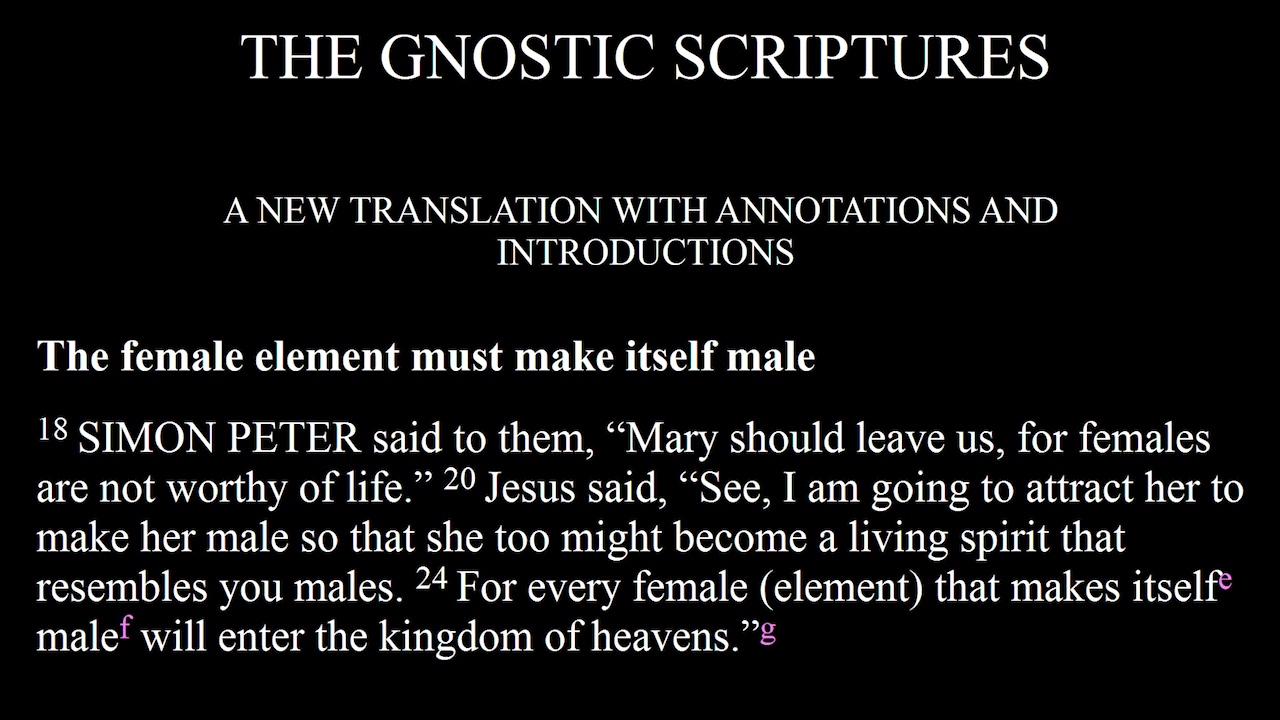 THE GNOSTIC SCRIPTURES
A NEW TRANSLATION WITH ANNOTATIONS AND
INTRODUCTIONS
The female element must make itself male
18 SIMON PETER said to them, “Mary should leave us, for females
are not worthy of life.” 20 Jesus said, “See, I am going to attract her to
make her male so that she too might become a living spirit that
resembles you males. 24 For every female (element) that makes itselfe
malef will enter the kingdom of heavens.”g